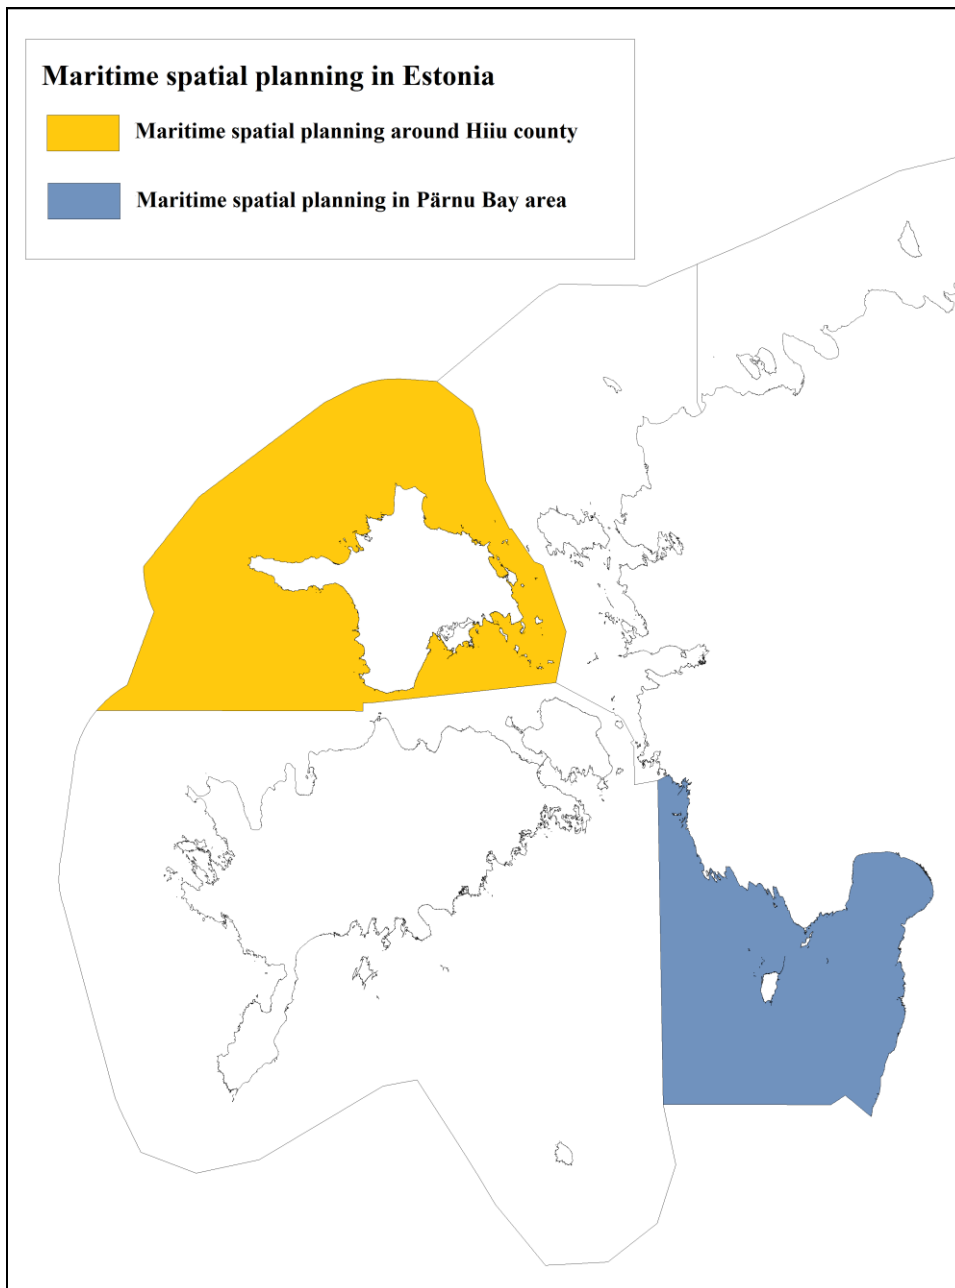 Maritime spatial planning in Estonia
Maritime spatial planning around Hiiu county
Maritime spatial planning in Pärnu Bay area